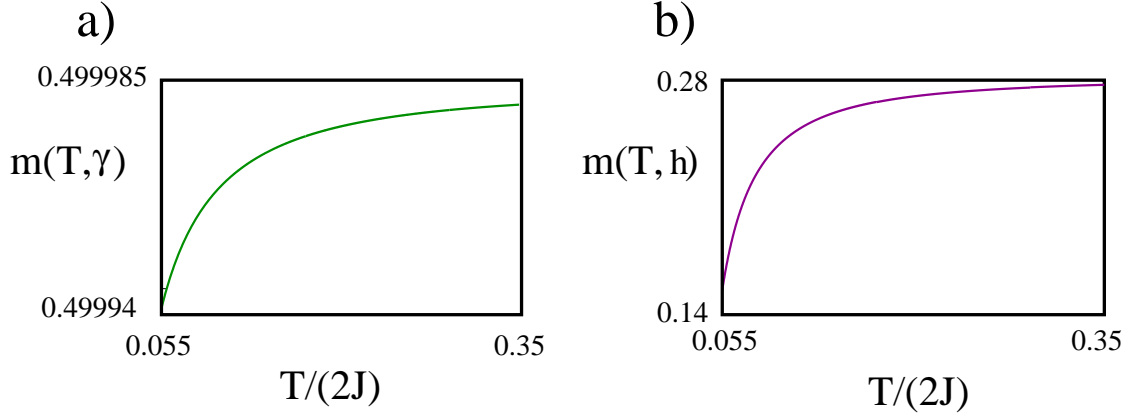 a)
0.499985
m(T,γ)
0.49994
0.055
0.35
T/(2J)
b)
0.28
m(T, h)
0.14
0.055
0.35
T/(2J)